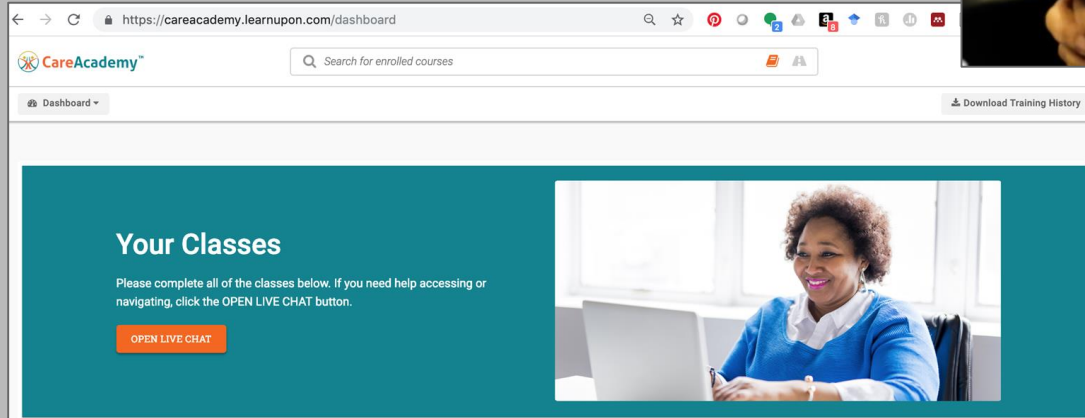 https://careacademy.learnupon.com/dashboard
2
8
CareAcademy™
Search for enrolled courses
Dashboard
Download Training History
Your Classes
Please complete all of the classes below. If you need help accessing or
navigating, click the OPEN LIVE CHAT button.
OPEN LIVE CHAT